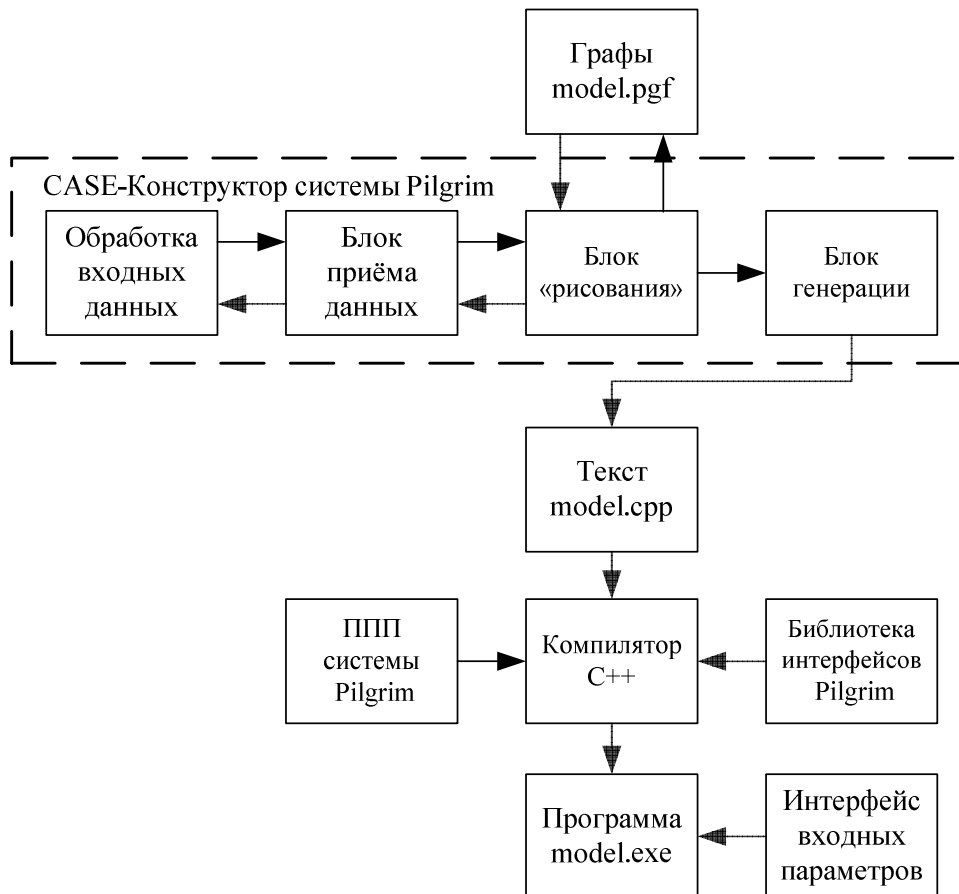 Графы
model.pgf
CASE-Конструктор системы Pilgrim
Обработка
входных
данных
Блок
приёма
данных
Блок
«рисования»
Блок
генерации
Текст
model.cpp
ППП
системы
Pilgrim
Компилятор
C++
Библиотека
интерфейсов
Pilgrim
Программа
model.exe
Интерфейс
входных
параметров